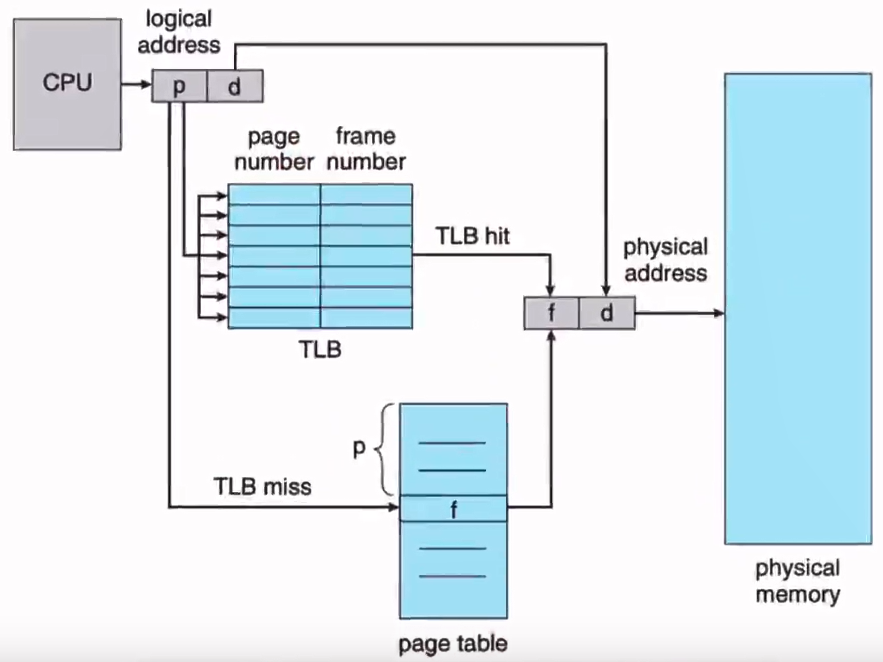 logical
address
CPU
p
d
page
number
frame
number
TLB hit
physical
address
f
d
TLB
p
TLB miss
f
page table
physical
memory